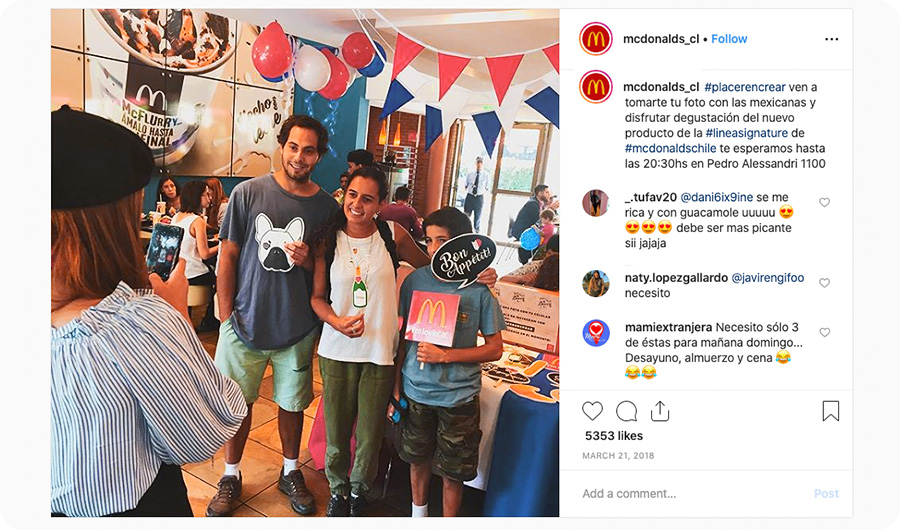 McFLURRY
ÁMALO HASTA
Bon
Appétit!
i'm lovin' it
mcdonalds_cl • Follow
mcdonalds_cl #placerencrear ven a
tomarte tu foto con las mexicanas y
disfrutar degustación del nuevo
producto de la #lineasignature de
#mcdonaldschile te esperamos hasta
las 20:30hs en Pedro Alessandri 1100
_.tufav20 @dani6ix9ine se me
rica y con guacamole uuuuu 😍
😍😍😍 debe ser mas picante
sii jajaja
naty.lopezgallardo @javirengifoo
necesito
mamiextranjera Necesito sólo 3
de éstas para mañana domingo...
Desayuno, almuerzo y cena 😂
😂😂
5353 likes
MARCH 21, 2018
Add a comment...
Post